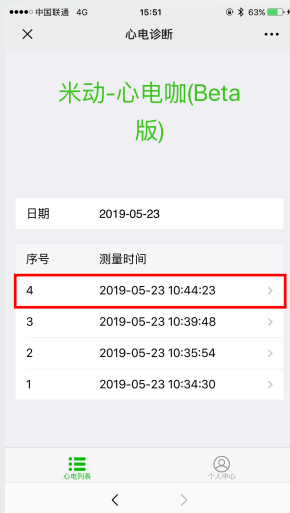 中国联通 4G 15:51 63%
心电诊断
米动-心电咖(Beta
版)
日期 2019-05-23
序号 测量时间
4 2019-05-23 10:44:23
3 2019-05-23 10:39:48
2 2019-05-23 10:35:54
1 2019-05-23 10:34:30
心电列表 个人中心